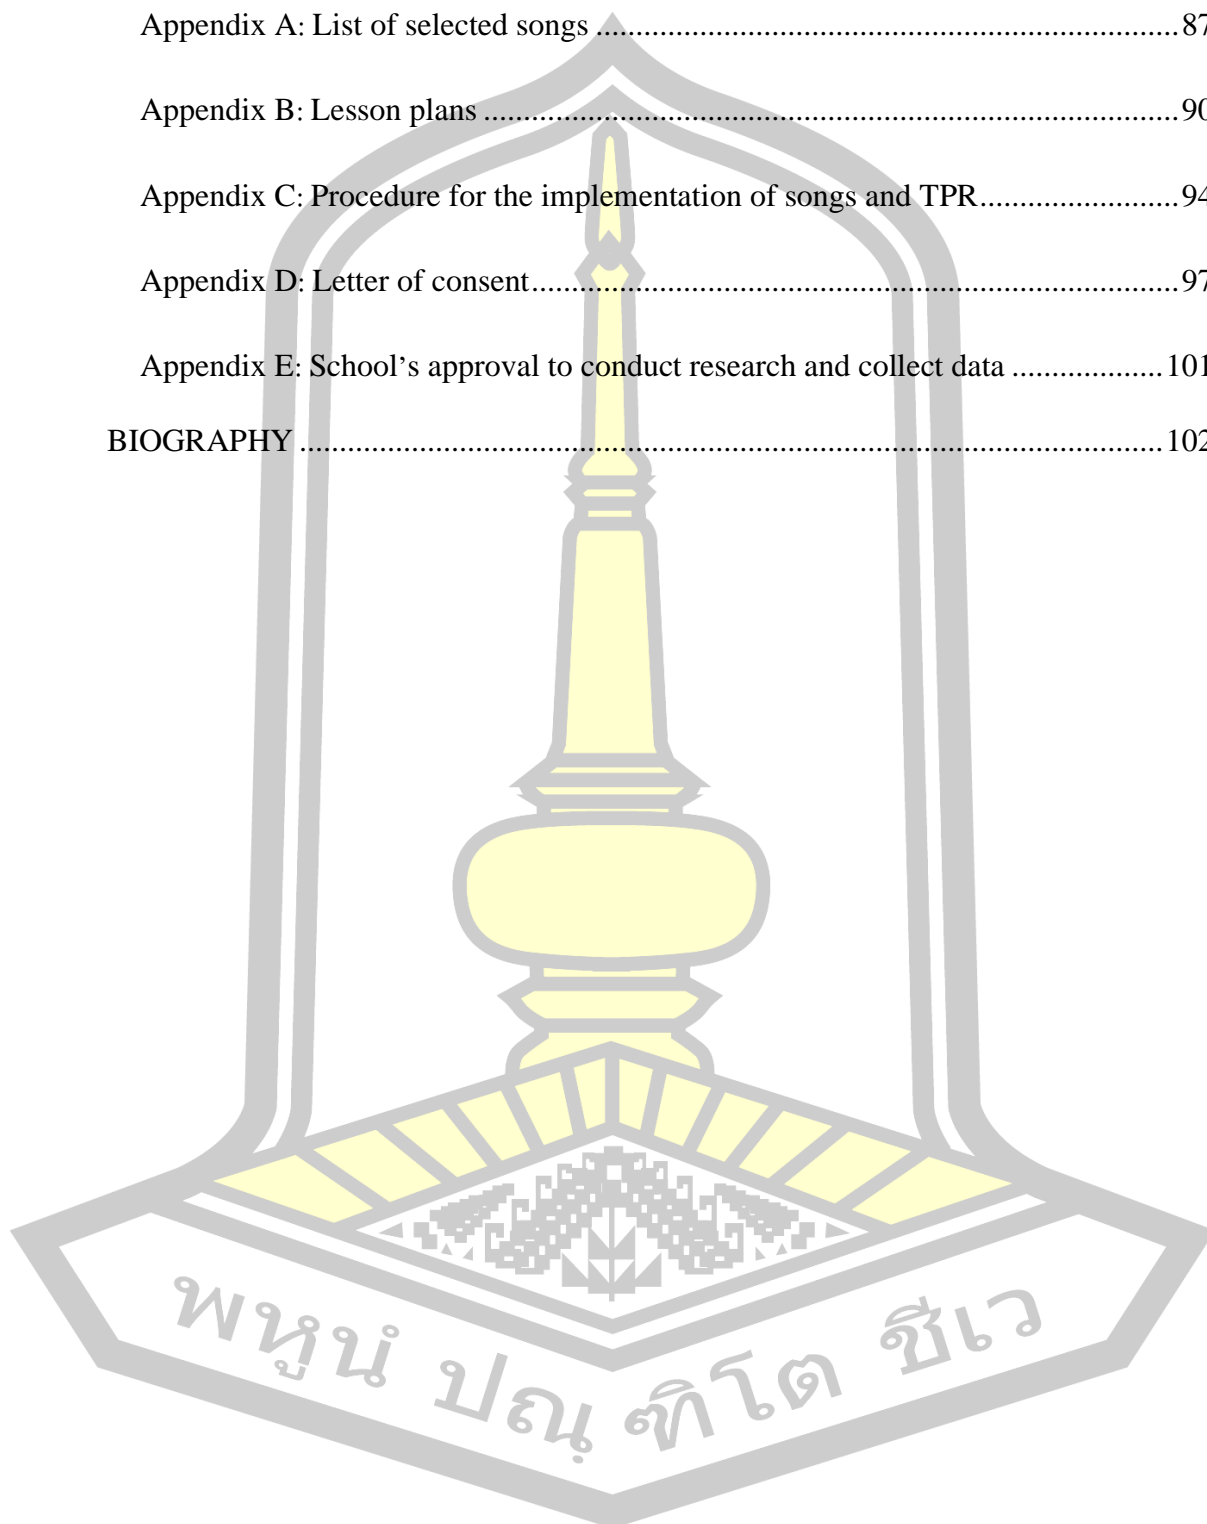 Appendix A: List of selected songs ........................................................................ 87
Appendix B: Lesson plans ...................................................................................... 90
Appendix C: Procedure for the implementation of songs and TPR......................... 94
Appendix D: Letter of consent................................................................................ 97
Appendix E: School’s approval to conduct research and collect data ................... 101
BIOGRAPHY ........................................................................................................... 102
พหูนํ ปณฺฑิโต ชีเว